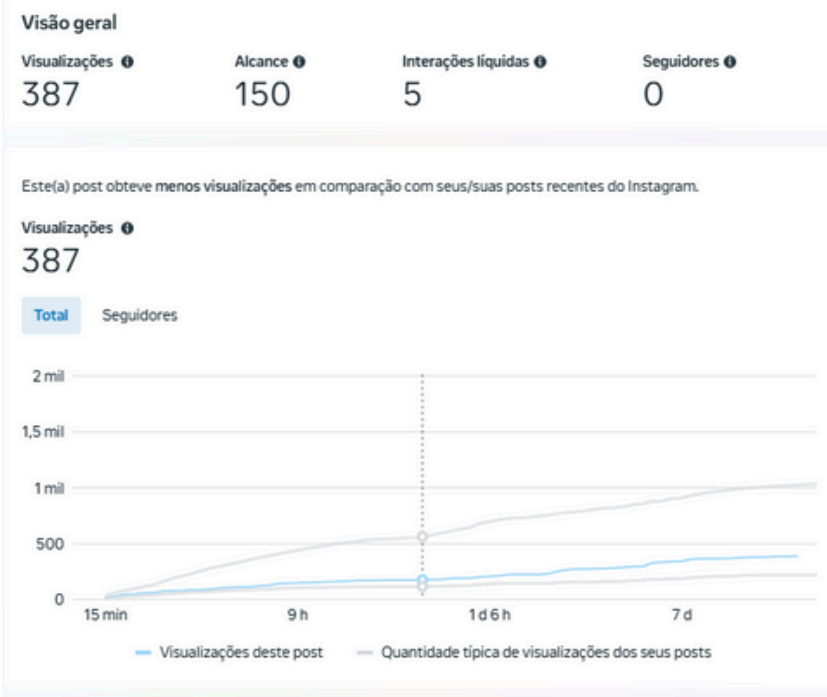 Visão geral
Visualizações Alcance Interações líquidas Seguidores
387 150 5 0
Este(a) post obteve menos visualizações em comparação com seus/suas posts recentes do Instagram.
Visualizações
387
Total Seguidores
2 mil
1,5 mil
1 mil
500
0
15 min 9 h 1 d 6 h 7 d
Visualizações deste post Quantidade típica de visualizações dos seus posts